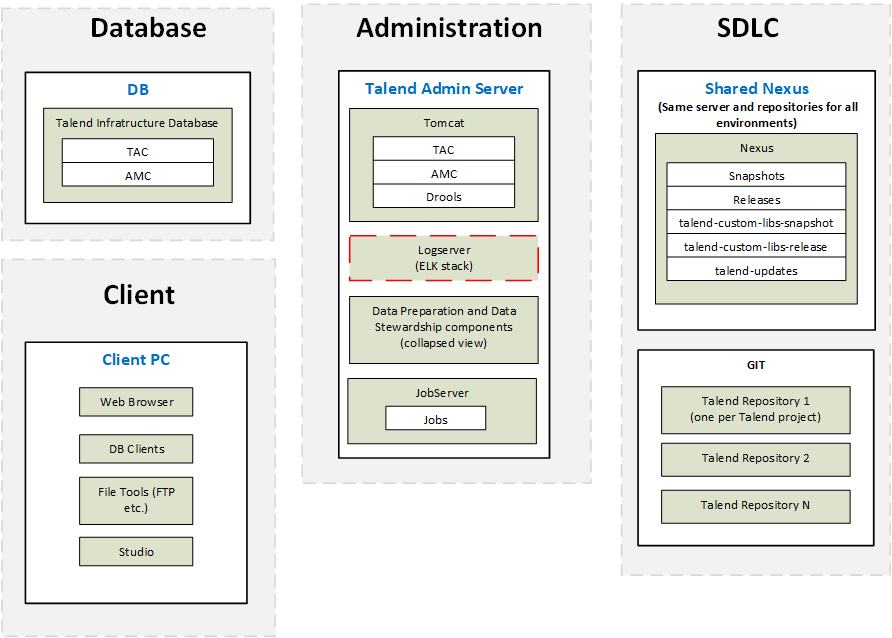 Database
DB
Talend Infratructure Database
TAC
AMC
Client
Client PC
Web Browser
DB Clients
File Tools (FTP
etc.)
Studio
Administration
Talend Admin Server
Tomcat
TAC
AMC
Drools
Logserver
(ELK stack)
Data Preparation and Data
Stewardship components
(collapsed view)
JobServer
Jobs
SDLC
Shared Nexus
(Same server and repositories for all
environments)
Nexus
Snapshots
Releases
talend-custom-libs-snapshot
talend-custom-libs-release
talend-updates
GIT
Talend Repository 1
(one per Talend project)
Talend Repository 2
Talend Repository N